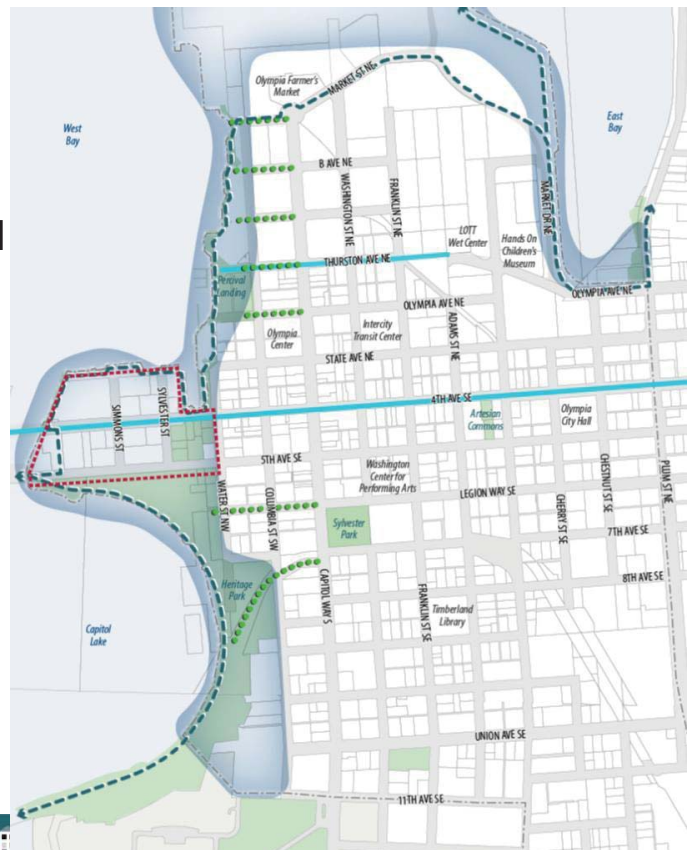 Olympia Farmer's
Market
MARKET ST NE
West
Bay
East
Bay
B AVE NE
WASHINGTON ST NE
FRANKLIN ST NE
MARKET DR NE
LOTT
Wet Center
Hands On
Children's
Museum
THURSTON AVE NE
Percival
Landing
OLYMPIA AVE NE
OLYMPIA AVE NE
Olympia
Center
Intercity
Transit Center
ADAMS ST NE
STATE AVE NE
SYLVESTER ST
SIMMONS ST
4TH AVE SE
Artesian
Commons
Olympia
City Hall
5TH AVE SE
Washington
Center for
Performing Arts
LEGION WAY SE
CHESTNUT ST SE
PLUM ST NE
WATER ST NW
COLUMBIA ST SW
CHERRY ST SE
Sylvester
Park
7TH AVE SE
8TH AVE SE
Heritage
Park
CAPITOL WAY S
FRANKLIN ST SE
Timberland
Library
Capitol
Lake
UNION AVE SE
11TH AVE SE